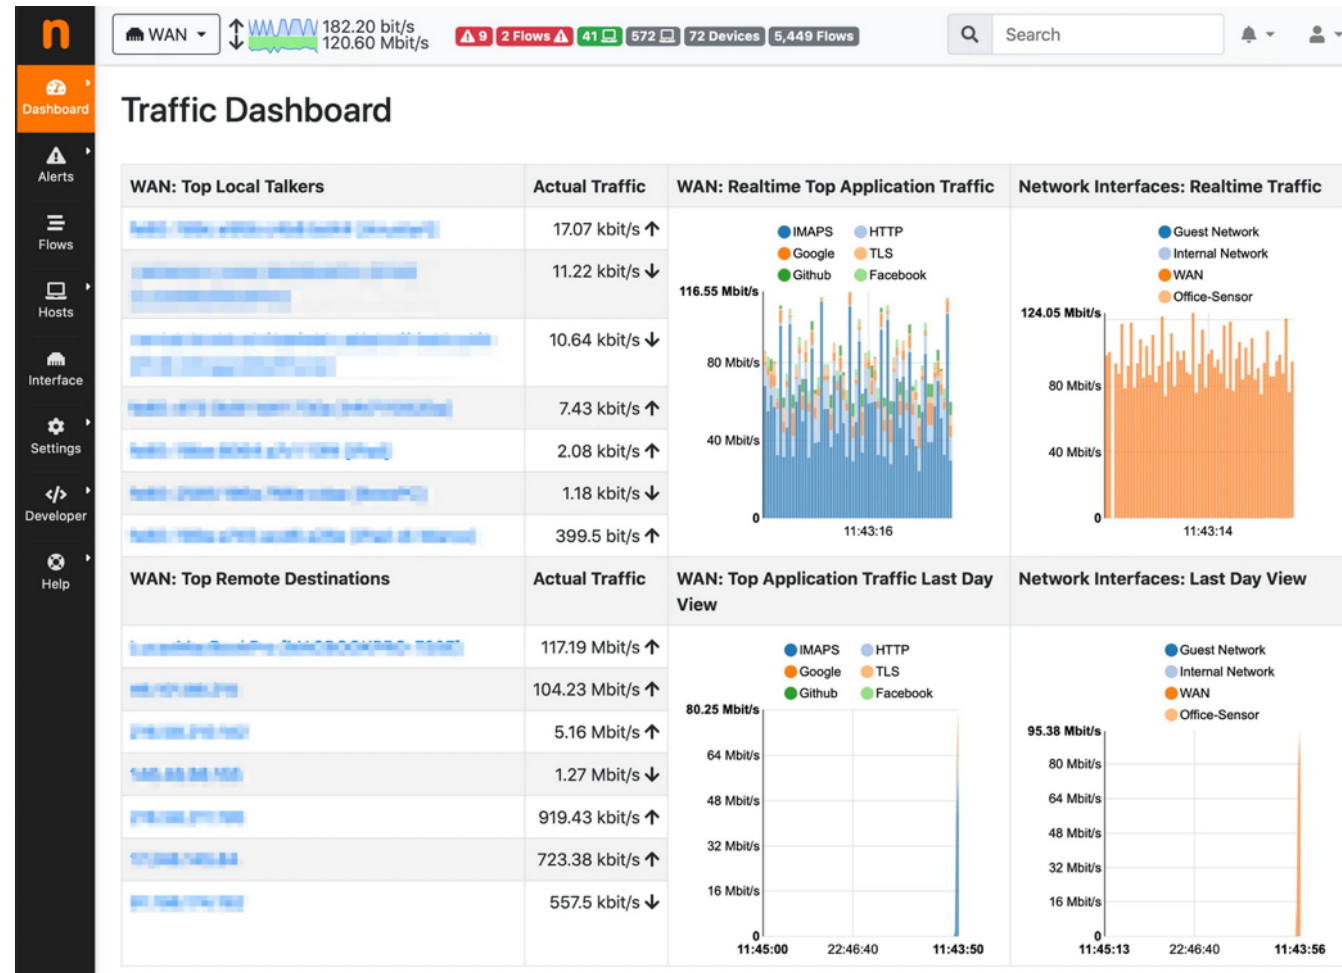 n
WAN
182.20 bit/s
120.60 Mbit/s
9
2 Flows
41
572
72 Devices
5,449 Flows
Search
Dashboard
Alerts
Flows
Hosts
Interface
Settings
</>
Developer
Help
Traffic Dashboard
WAN: Top Local Talkers
Actual Traffic
17.07 kbit/s ↑
11.22 kbit/s ↓
10.64 kbit/s ↓
7.43 kbit/s ↑
2.08 kbit/s ↑
1.18 kbit/s ↓
399.5 bit/s ↑
WAN: Realtime Top Application Traffic
IMAPS
HTTP
Google
TLS
Github
Facebook
116.55 Mbit/s
80 Mbit/s
40 Mbit/s
0
11:43:16
Network Interfaces: Realtime Traffic
Guest Network
Internal Network
WAN
Office-Sensor
124.05 Mbit/s
80 Mbit/s
40 Mbit/s
0
11:43:14
WAN: Top Remote Destinations
Actual Traffic
117.19 Mbit/s ↑
104.23 Mbit/s ↑
5.16 Mbit/s ↑
1.27 Mbit/s ↓
919.43 kbit/s ↑
723.38 kbit/s ↑
557.5 kbit/s ↓
WAN: Top Application Traffic Last Day
View
IMAPS
HTTP
Google
TLS
Github
Facebook
80.25 Mbit/s
64 Mbit/s
48 Mbit/s
32 Mbit/s
16 Mbit/s
0
11:45:00
22:46:40
11:43:50
Network Interfaces: Last Day View
Guest Network
Internal Network
WAN
Office-Sensor
95.38 Mbit/s
80 Mbit/s
64 Mbit/s
48 Mbit/s
32 Mbit/s
16 Mbit/s
0
11:45:13
22:46:40
11:43:56